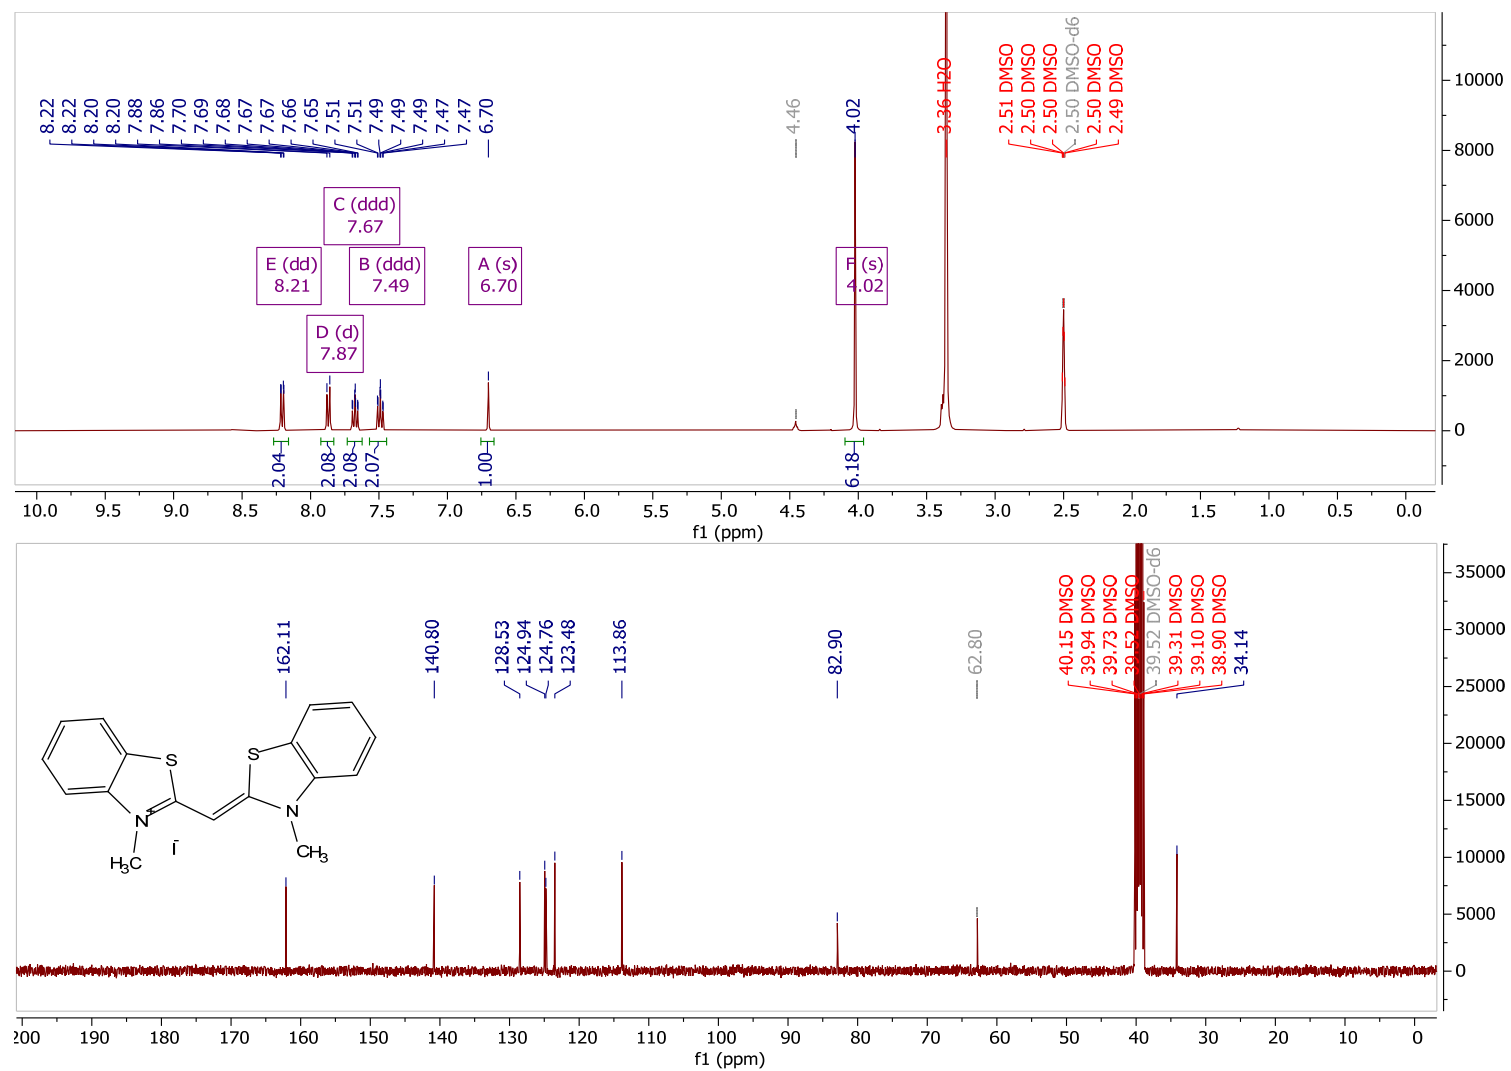 8.22
8.22
8.20
8.20
7.88
7.86
7.70
7.69
7.68
7.67
7.67
7.66
7.65
7.51
7.51
7.49
7.49
7.49
7.47
7.47
6.70
4.46
4.02
3.36 H2O
2.51 DMSO
2.50 DMSO
2.50 DMSO
2.50 DMSO-d6
2.50 DMSO
2.49 DMSO
C (ddd)
7.67
E (dd)
8.21
B (ddd)
7.49
A (s)
6.70
F (s)
4.02
D (d)
7.87
10000
8000
6000
4000
2000
0
2.04
2.08
2.08
2.07
1.00
6.18
10.0 9.5 9.0 8.5 8.0 7.5 7.0 6.5 6.0 5.5 5.0 4.5 4.0 3.5 3.0 2.5 2.0 1.5 1.0 0.5 0.0
f1 (ppm)
162.11
140.80
128.53
124.94
124.76
123.48
113.86
82.90
62.80
40.15 DMSO
39.94 DMSO
39.73 DMSO
39.52 DMSO
39.52 DMSO-d6
39.31 DMSO
39.10 DMSO
38.90 DMSO
34.14
35000
30000
25000
20000
15000
10000
5000
0
S
S
N+
N
H3C
I-
CH3
200 190 180 170 160 150 140 130 120 110 100 90 80 70 60 50 40 30 20 10 0
f1 (ppm)